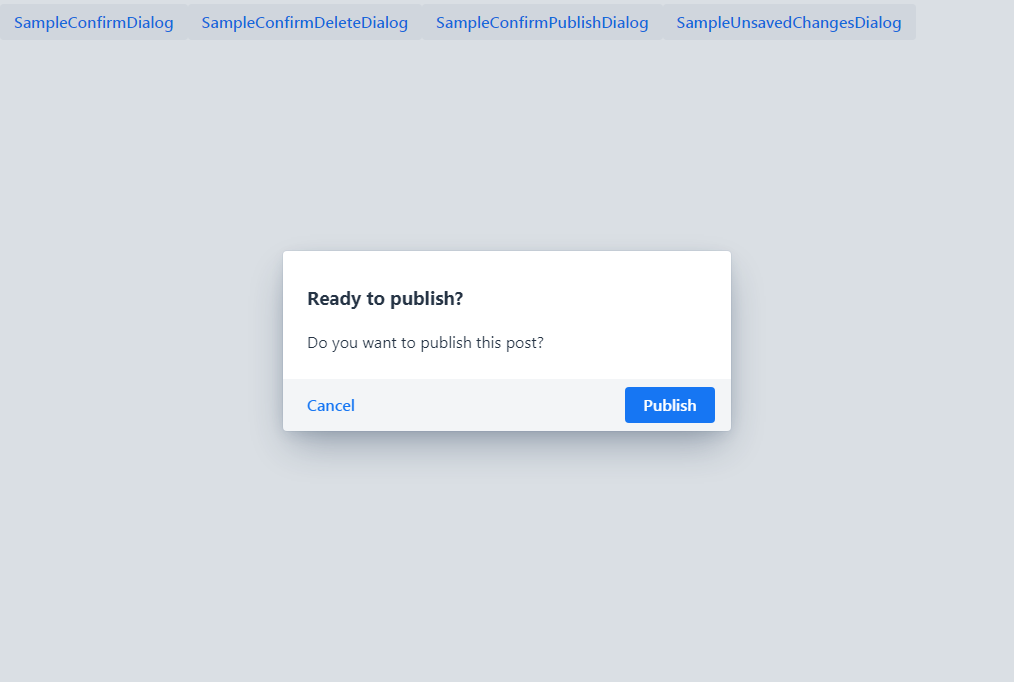 SampleConfirmDialog SampleConfirmDeleteDialog SampleConfirmPublishDialog SampleUnsavedChangesDialog
Ready to publish?
Do you want to publish this post?
Cancel Publish